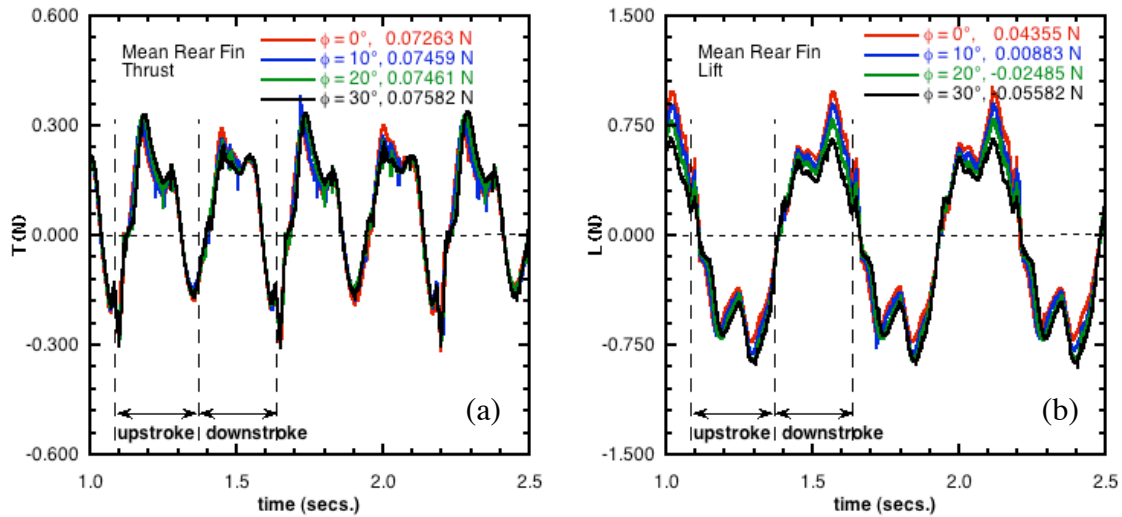 0.600
0.300
0.000
-0.300
-0.600
T (N)
Mean Rear Fin
Thrust
ϕ = 0°, 0.07263 N
ϕ = 10°, 0.07459 N
ϕ = 20°, 0.07461 N
ϕ = 30°, 0.07582 N
(a)
upstroke downstroke
1.0 1.5 2.0 2.5
time (secs.)
1.500
0.750
0.000
-0.750
-1.500
L (N)
Mean Rear Fin
Lift
ϕ = 0°, 0.04355 N
ϕ = 10°, 0.00883 N
ϕ = 20°, -0.02485 N
ϕ = 30°, -0.05582 N
(b)
upstroke downstroke
1.0 1.5 2.0 2.5
time (secs.)